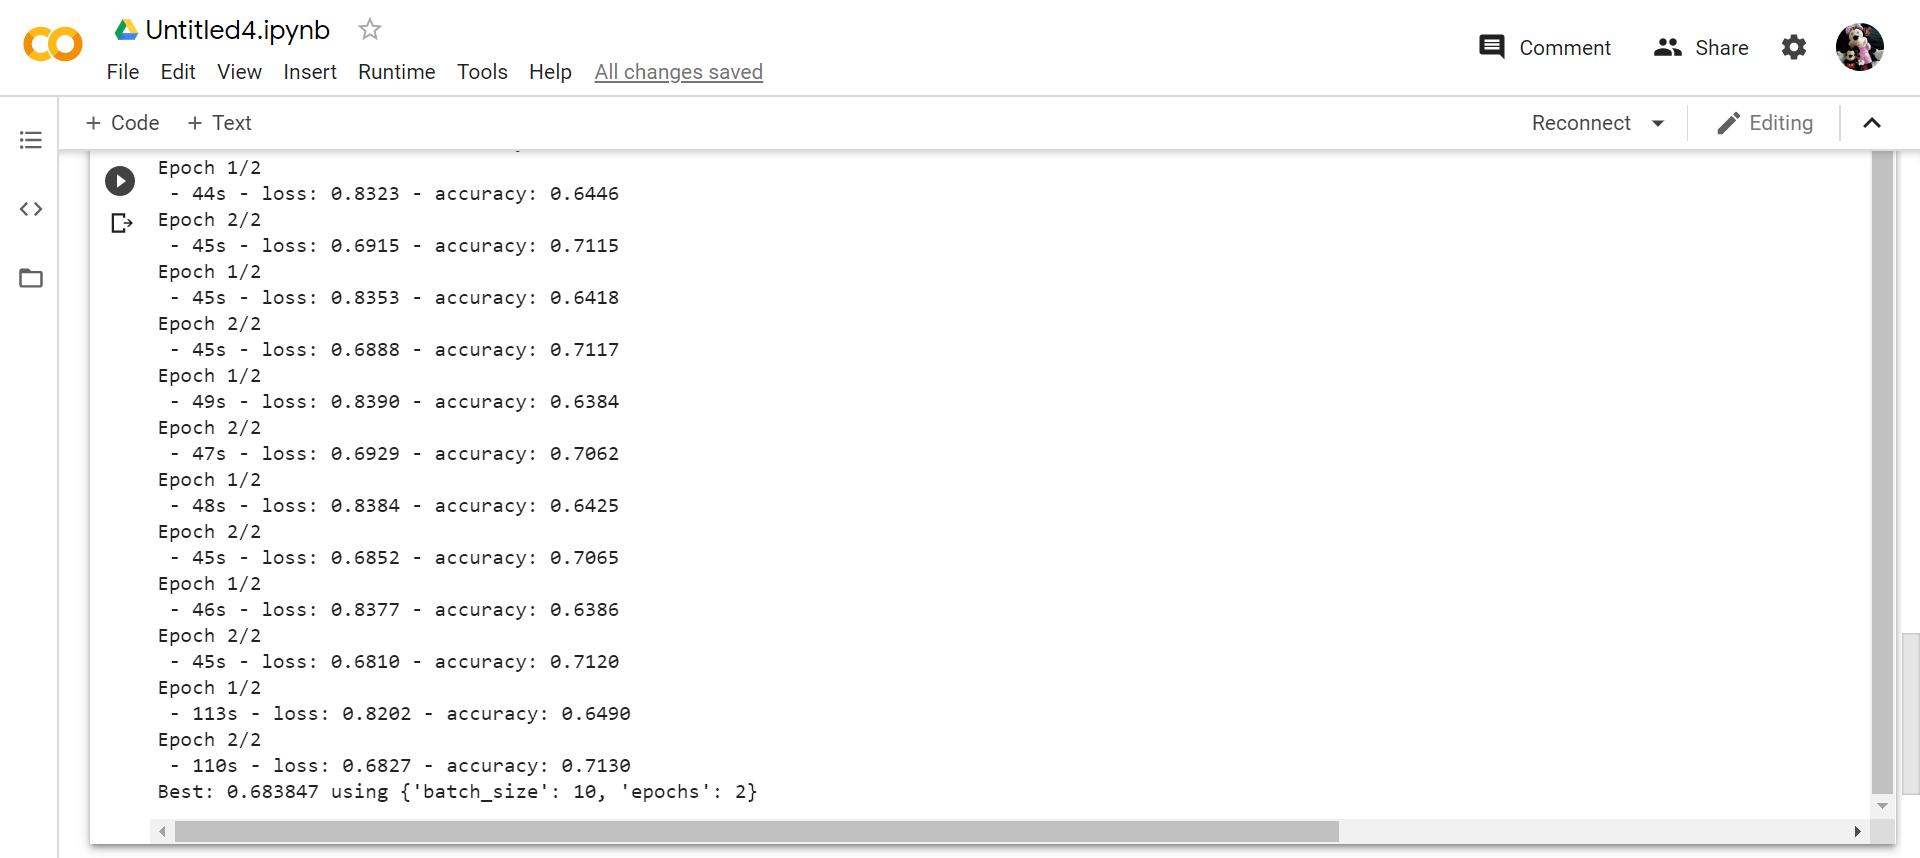 Untitled4.ipynb
File Edit View Insert Runtime Tools Help All changes saved
Comment Share
+ Code + Text
Reconnect Editing
Epoch 1/2
- 44s - loss: 0.8323 - accuracy: 0.6446
Epoch 2/2
- 45s - loss: 0.6915 - accuracy: 0.7115
Epoch 1/2
- 45s - loss: 0.8353 - accuracy: 0.6418
Epoch 2/2
- 45s - loss: 0.6888 - accuracy: 0.7117
Epoch 1/2
- 49s - loss: 0.8390 - accuracy: 0.6384
Epoch 2/2
- 47s - loss: 0.6929 - accuracy: 0.7062
Epoch 1/2
- 48s - loss: 0.8384 - accuracy: 0.6425
Epoch 2/2
- 45s - loss: 0.6852 - accuracy: 0.7065
Epoch 1/2
- 46s - loss: 0.8377 - accuracy: 0.6386
Epoch 2/2
- 45s - loss: 0.6810 - accuracy: 0.7120
Epoch 1/2
- 113s - loss: 0.8202 - accuracy: 0.6490
Epoch 2/2
- 110s - loss: 0.6827 - accuracy: 0.7130
Best: 0.683847 using {'batch_size': 10, 'epochs': 2}